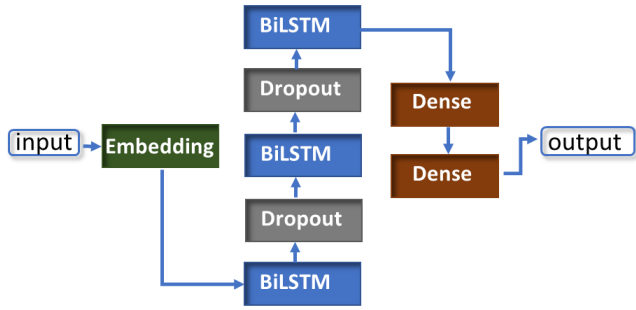 input
Embedding
BiLSTM
Dropout
BiLSTM
Dropout
BiLSTM
Dense
Dense
output